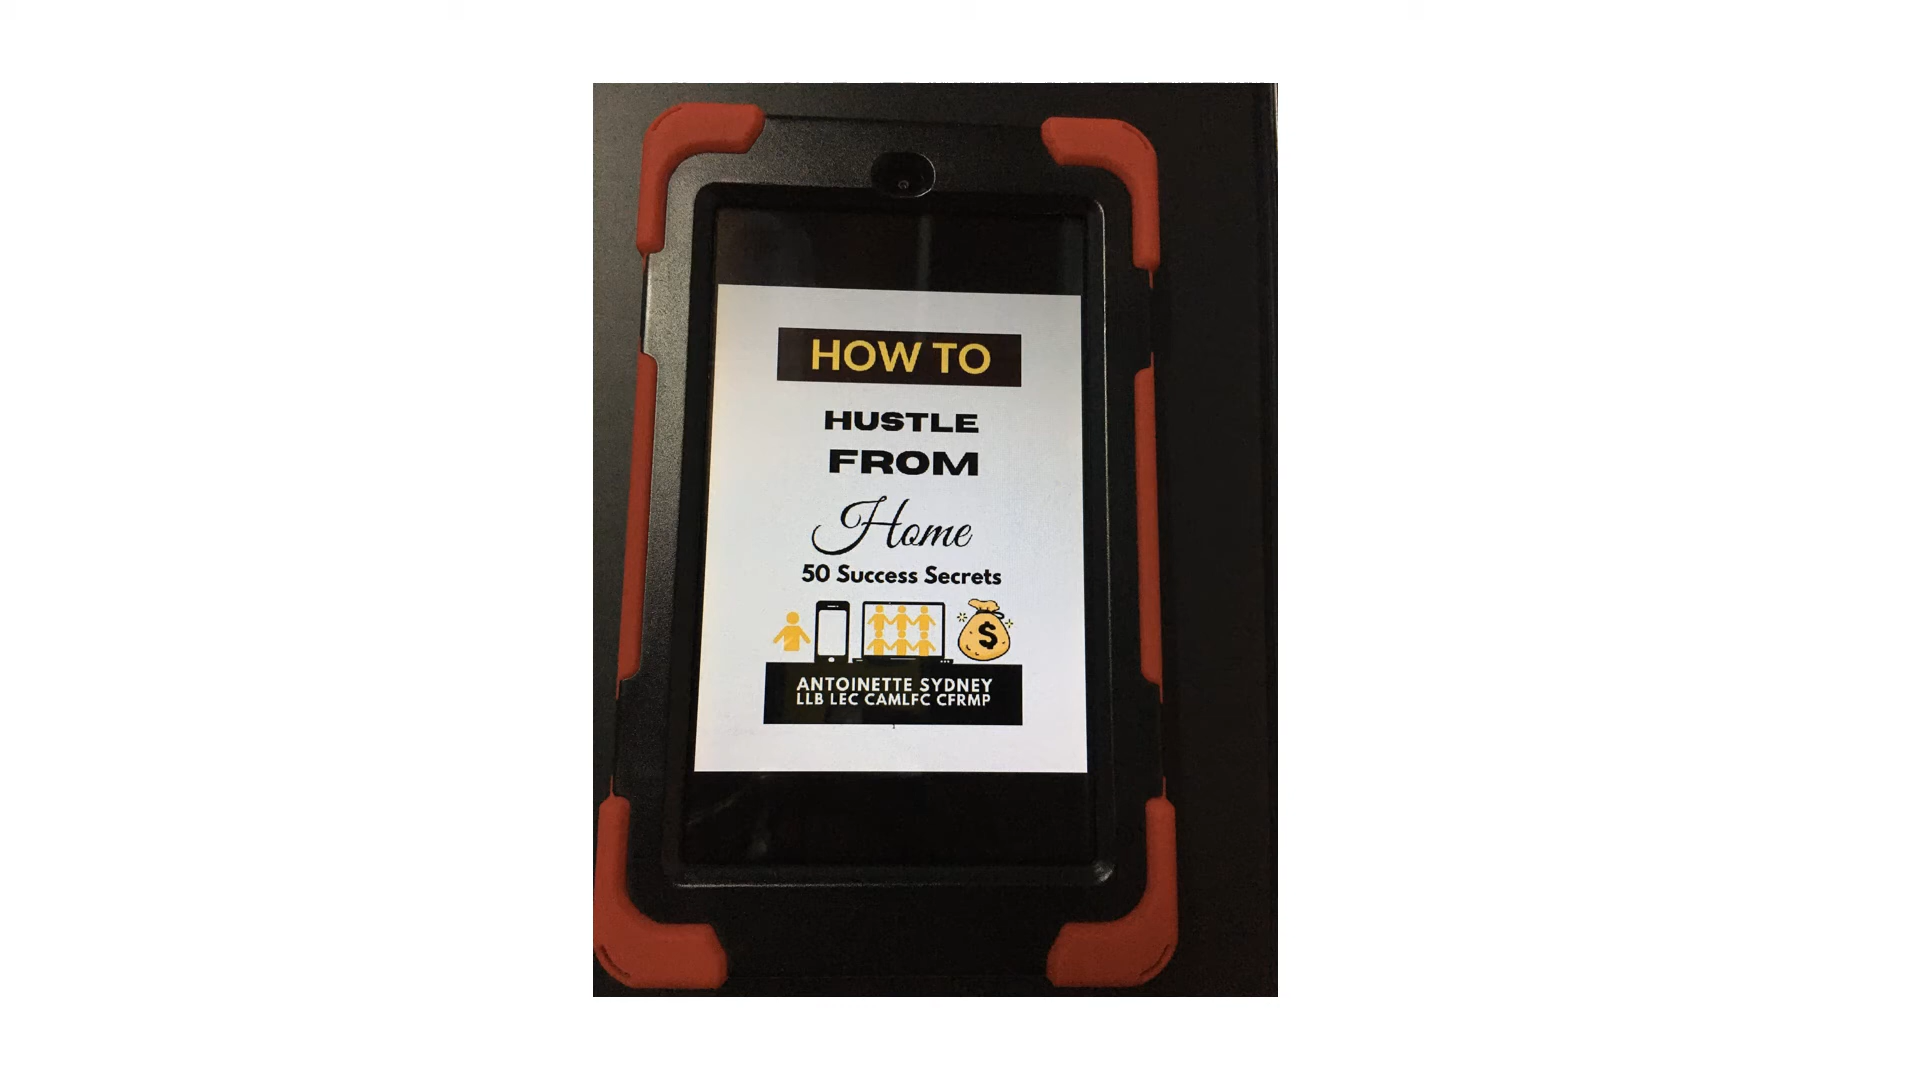 HOW TO
HUSTLE
FROM
Home
50 Success Secrets
$
ANTOINETTE SYDNEY
LLB LEC CAMLFC CFRMP